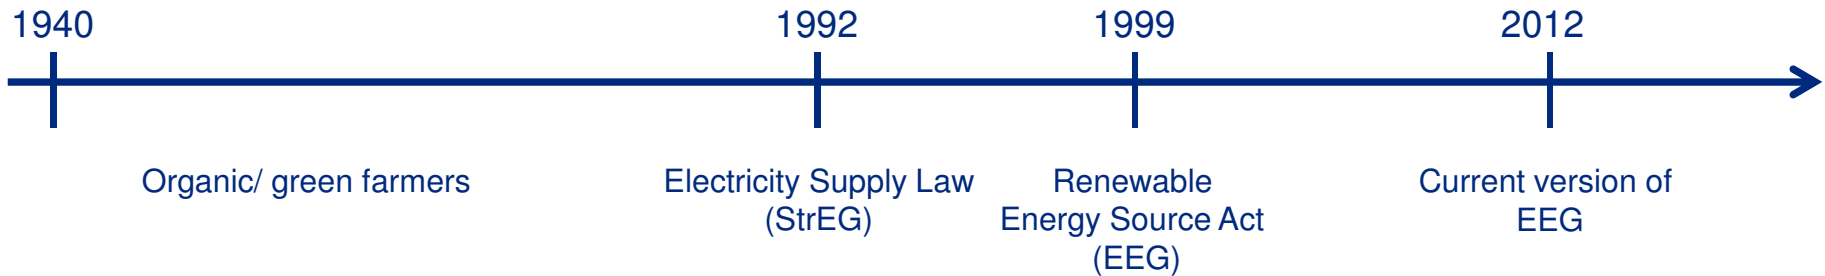 1940
1992
1999
2012
Organic/ green farmers
Electricity Supply Law
(StrEG)
Renewable
Energy Source Act
(EEG)
Current version of
EEG